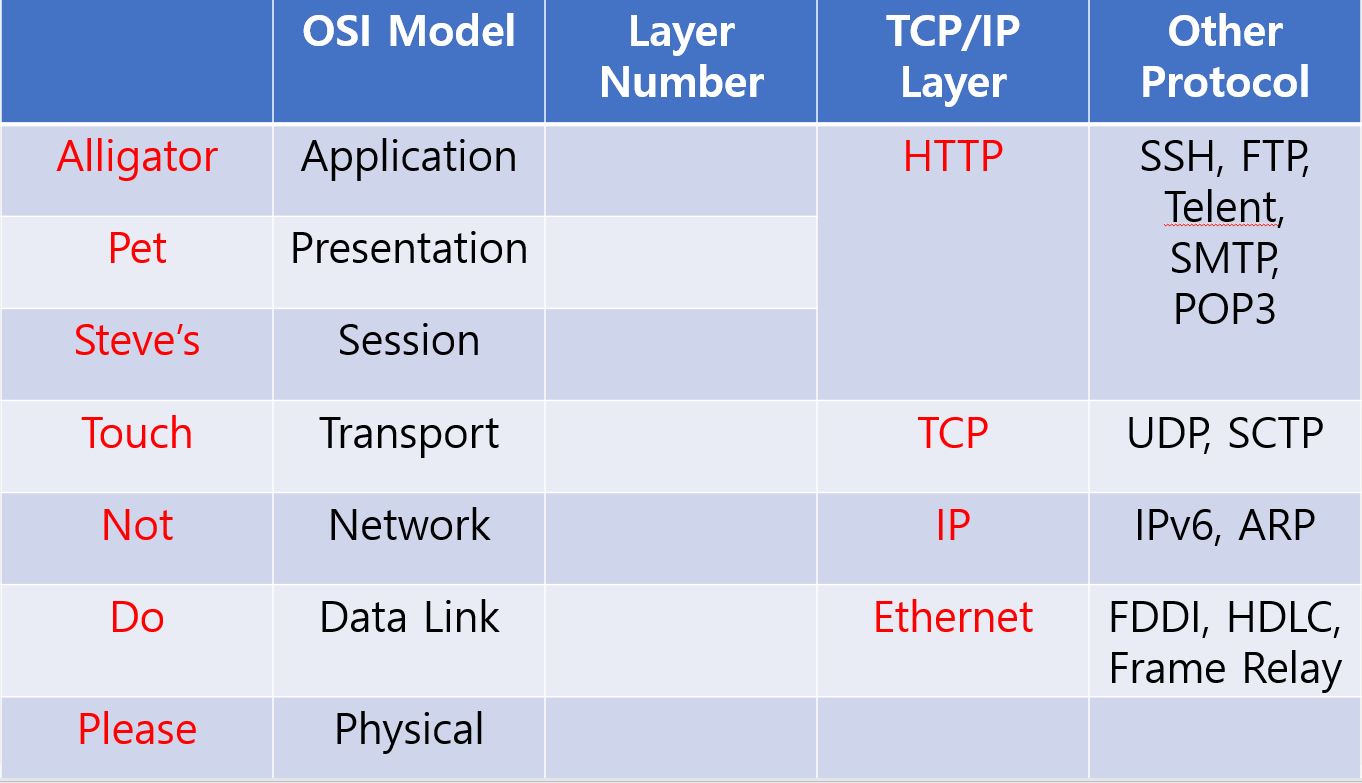 OSI Model
Layer
Number
TCP/IP
Layer
Other
Protocol
Alligator
Application
HTTP
SSH, FTP,
Telent,
SMTP,
POP3
Pet
Presentation
Steve’s
Session
Touch
Transport
TCP
UDP, SCTP
Not
Network
IP
IPv6, ARP
Do
Data Link
Ethernet
FDDI, HDLC,
Frame Relay
Please
Physical